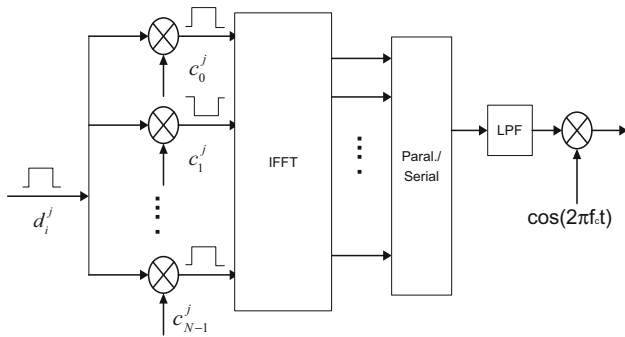 c_0^j
c_1^j
d_i^j
c_{N-1}^j
IFFT
Paral./
Serial
LPF
cos(2πf_ct)